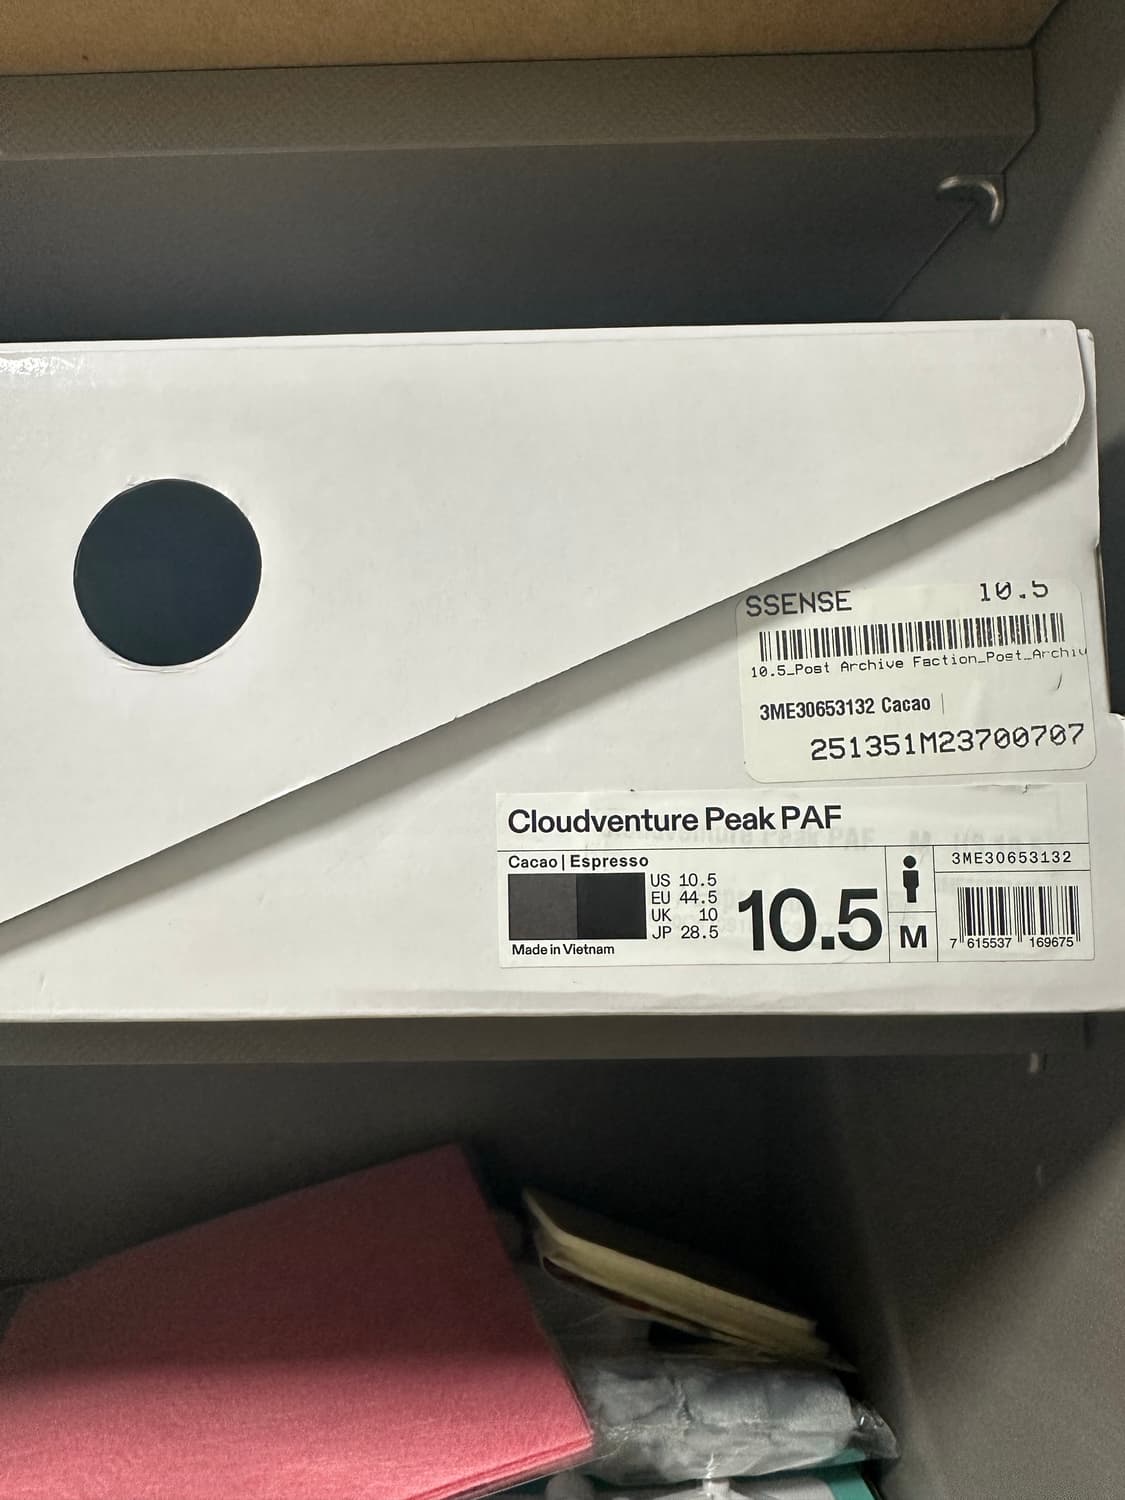 SSENSE 10.5
10.5_Post Archive Faction_Post_Archiv
3ME30653132 Cacao
251351M23700707
Cloudventure Peak PAF
Cacao | Espresso
US 10.5
EU 44.5
UK 10
JP 28.5
Made in Vietnam
10.5
M
3ME30653132
7 615537 169675